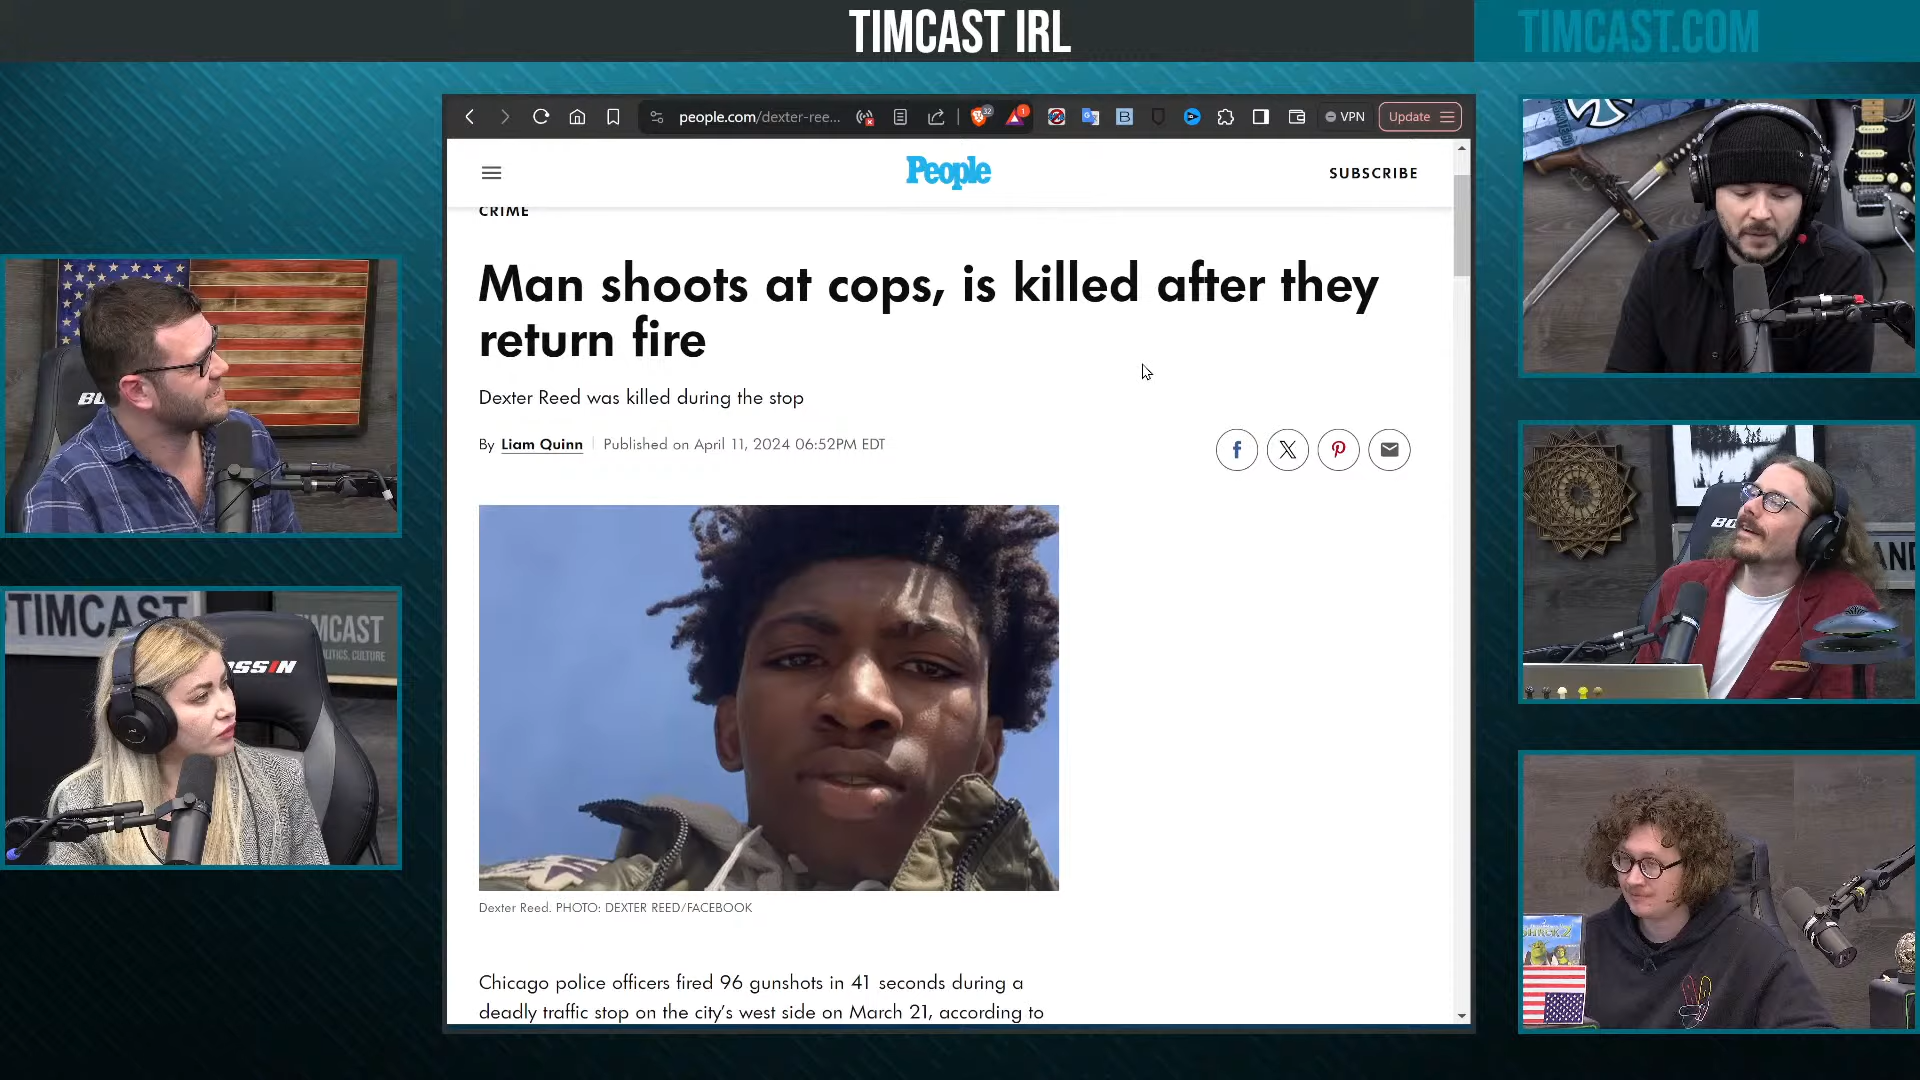 TIMCAST IRL
TIMCAST.COM
people.com/dexter-ree...
32
1
B
VPN
Update
People
SUBSCRIBE
CRIME
Man shoots at cops, is killed after they
return fire
Dexter Reed was killed during the stop
By Liam Quinn
Published on April 11, 2024 06:52PM EDT
Dexter Reed. PHOTO: DEXTER REED/FACEBOOK
Chicago police officers fired 96 gunshots in 41 seconds during a
deadly traffic stop on the city's west side on March 21, according to
TIMCAST